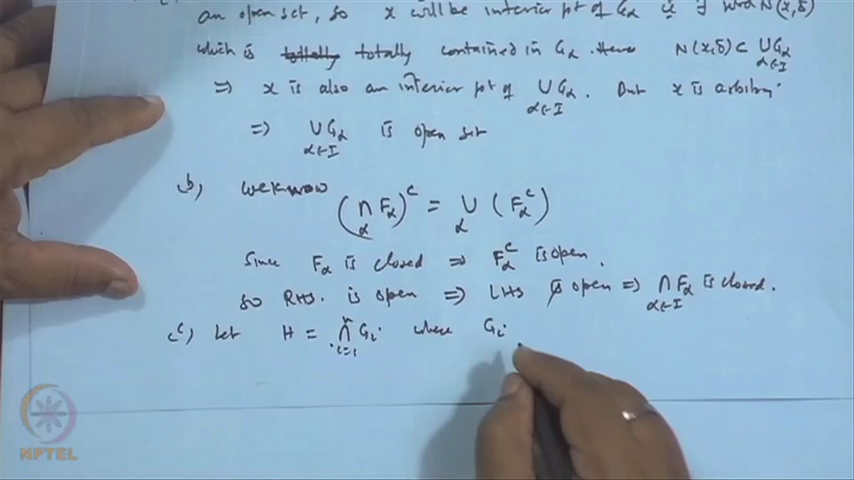 an open set, so x will be interior pt of Gα ie ∃ nbd N(x,δ)
which is totally totally contained in Gα. Hence N(x,δ) ⊂ ∪Gα α∈I
⇒ x is also an interior pt of ∪Gα α∈I. But x is arbitrary
⇒ ∪Gα α∈I is open set
b) we know (∩Fα α)^c = ∪α (Fα^c)
Since Fα is closed ⇒ Fα^c is open.
so RHS. is open ⇒ LHS is open ⇒ ∩Fα α∈I is closed.
(c) Let H = ∩ⁿᵢ₌₁ Gi where Gi
NPTEL